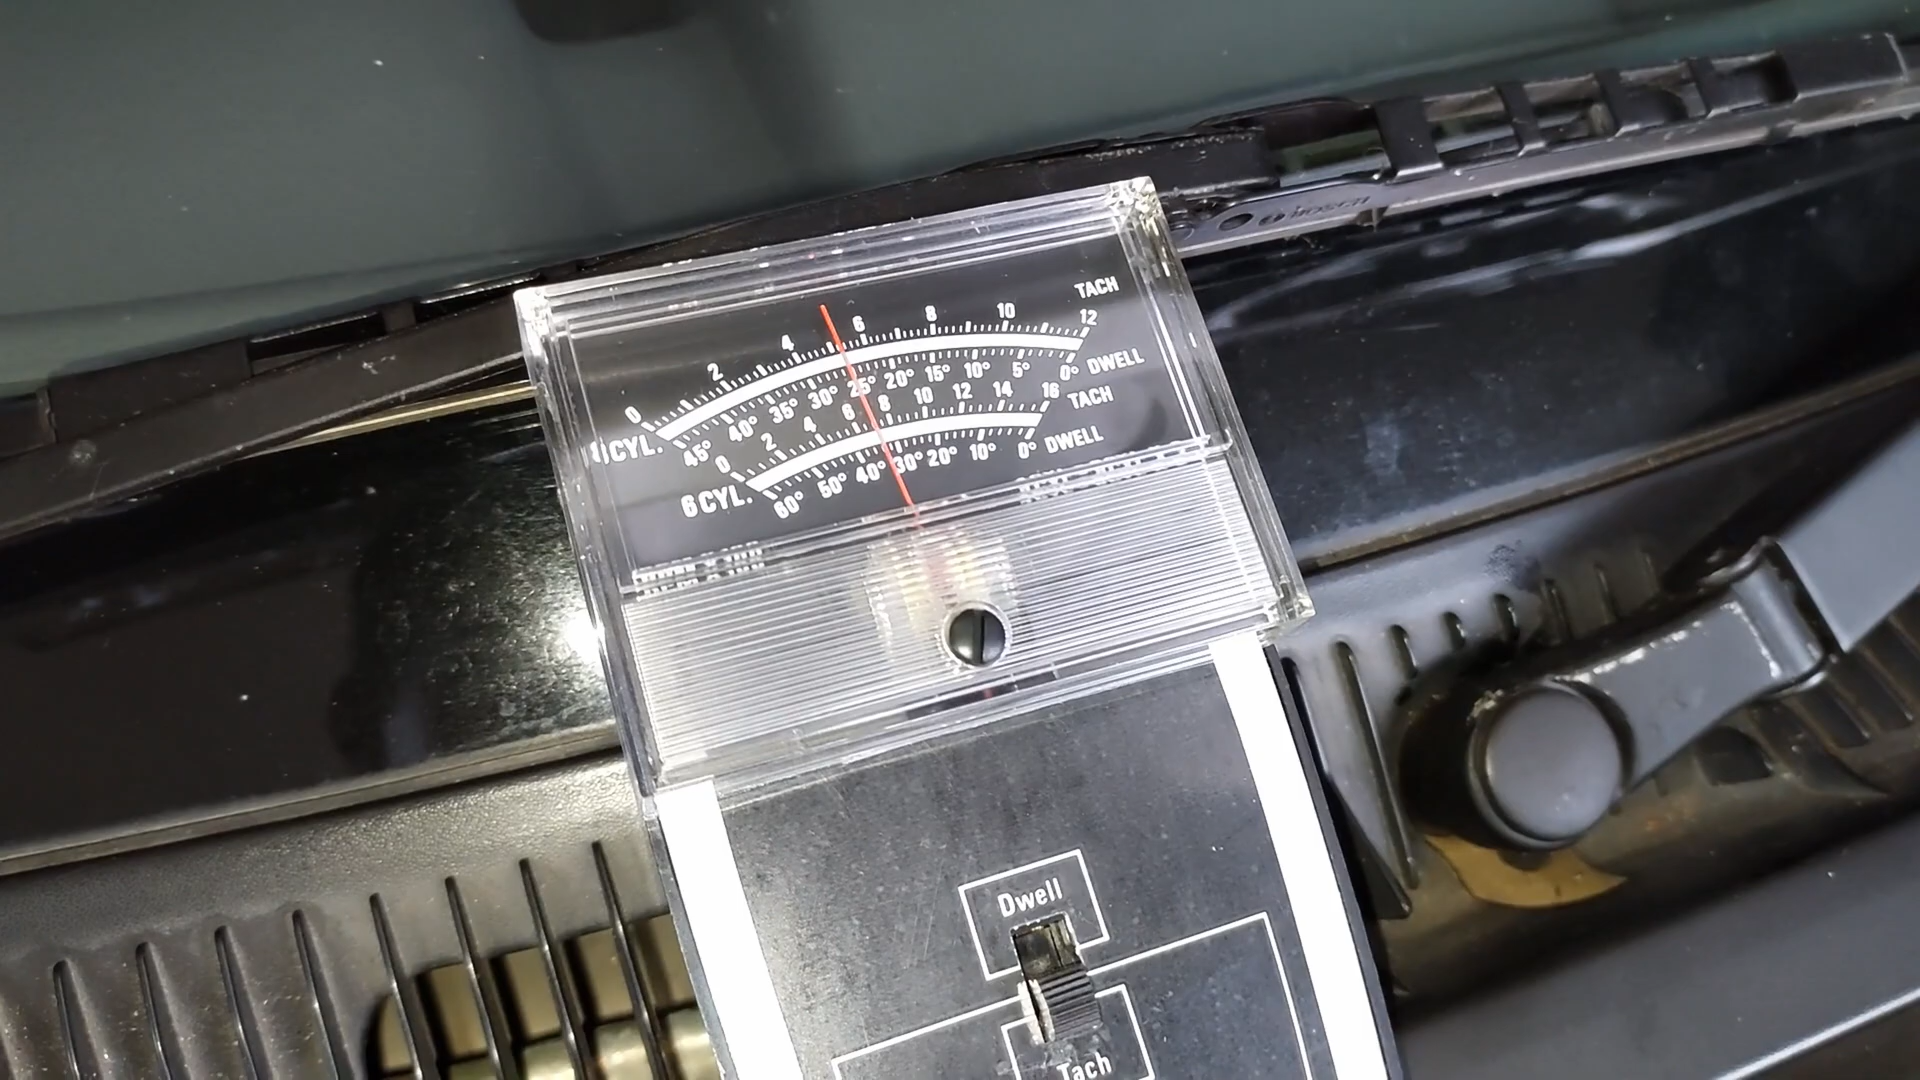 TACH
0 2 4 6 8 10 12
45° 40° 35° 30° 25° 20° 15° 10° 5° 0° DWELL
CYL.
0 2 4 6 8 10 12 14 16 TACH
6 CYL.
60° 50° 40° 30° 20° 10° 0° DWELL
Dwell
Tach